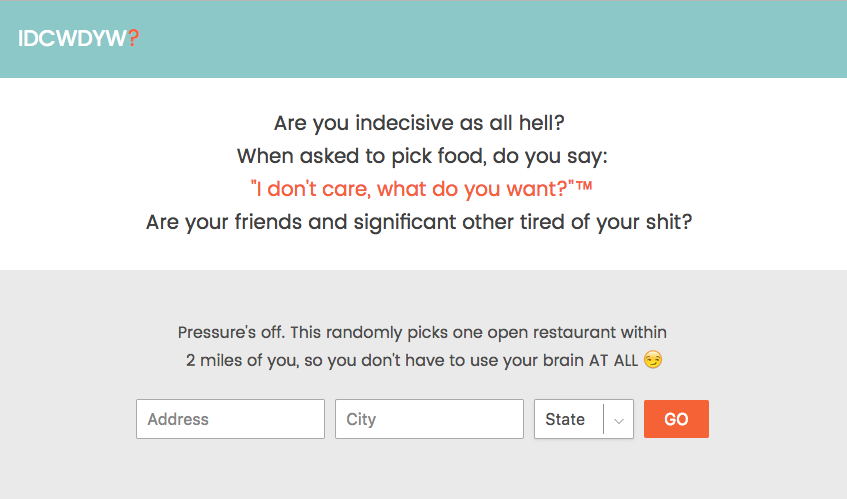 IDCWDYW?
Are you indecisive as all hell?
When asked to pick food, do you say:
"I don't care, what do you want?"™
Are your friends and significant other tired of your shit?
Pressure's off. This randomly picks one open restaurant within
2 miles of you, so you don't have to use your brain AT ALL 😏
Address City State GO